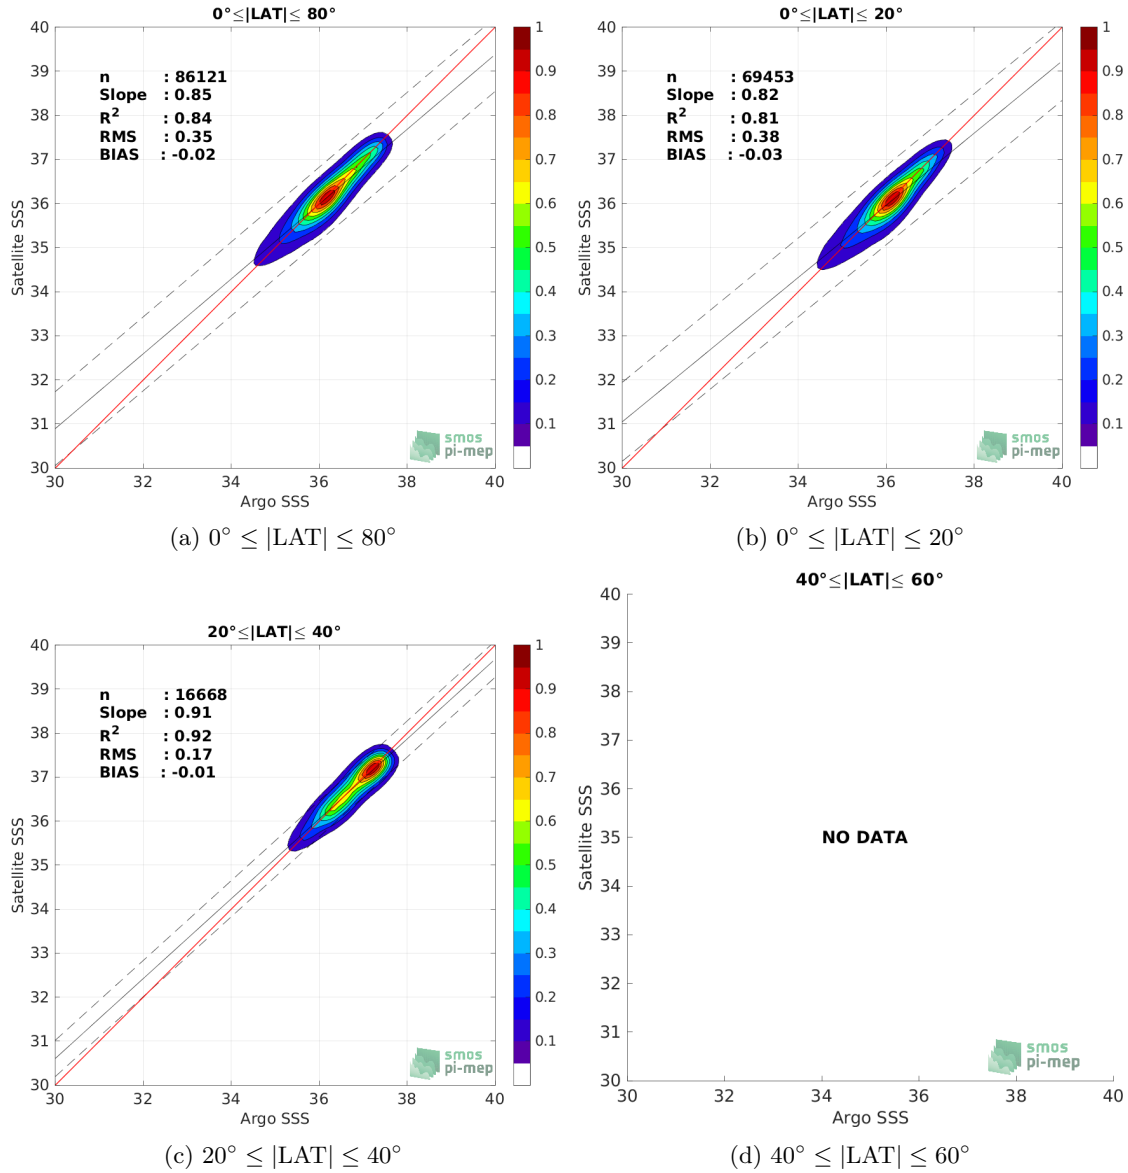 0°≤|LAT|≤ 80°
40
39
38
37
36
35
34
33
32
31
30
Satellite SSS
n : 86121
Slope : 0.85
R² : 0.84
RMS : 0.35
BIAS : -0.02
smos
pi-mep
30 32 34 36 38 40
Argo SSS
1
0.9
0.8
0.7
0.6
0.5
0.4
0.3
0.2
0.1
(a) 0° ≤ |LAT| ≤ 80°
0°≤|LAT|≤ 20°
40
39
38
37
36
35
34
33
32
31
30
Satellite SSS
n : 69453
Slope : 0.82
R² : 0.81
RMS : 0.38
BIAS : -0.03
smos
pi-mep
30 32 34 36 38 40
Argo SSS
1
0.9
0.8
0.7
0.6
0.5
0.4
0.3
0.2
0.1
(b) 0° ≤ |LAT| ≤ 20°
20°≤|LAT|≤ 40°
40
39
38
37
36
35
34
33
32
31
30
Satellite SSS
n : 16668
Slope : 0.91
R² : 0.92
RMS : 0.17
BIAS : -0.01
smos
pi-mep
30 32 34 36 38 40
Argo SSS
1
0.9
0.8
0.7
0.6
0.5
0.4
0.3
0.2
0.1
(c) 20° ≤ |LAT| ≤ 40°
40°≤|LAT|≤ 60°
40
39
38
37
36
35
34
33
32
31
30
Satellite SSS
NO DATA
smos
pi-mep
30 32 34 36 38 40
Argo SSS
(d) 40° ≤ |LAT| ≤ 60°